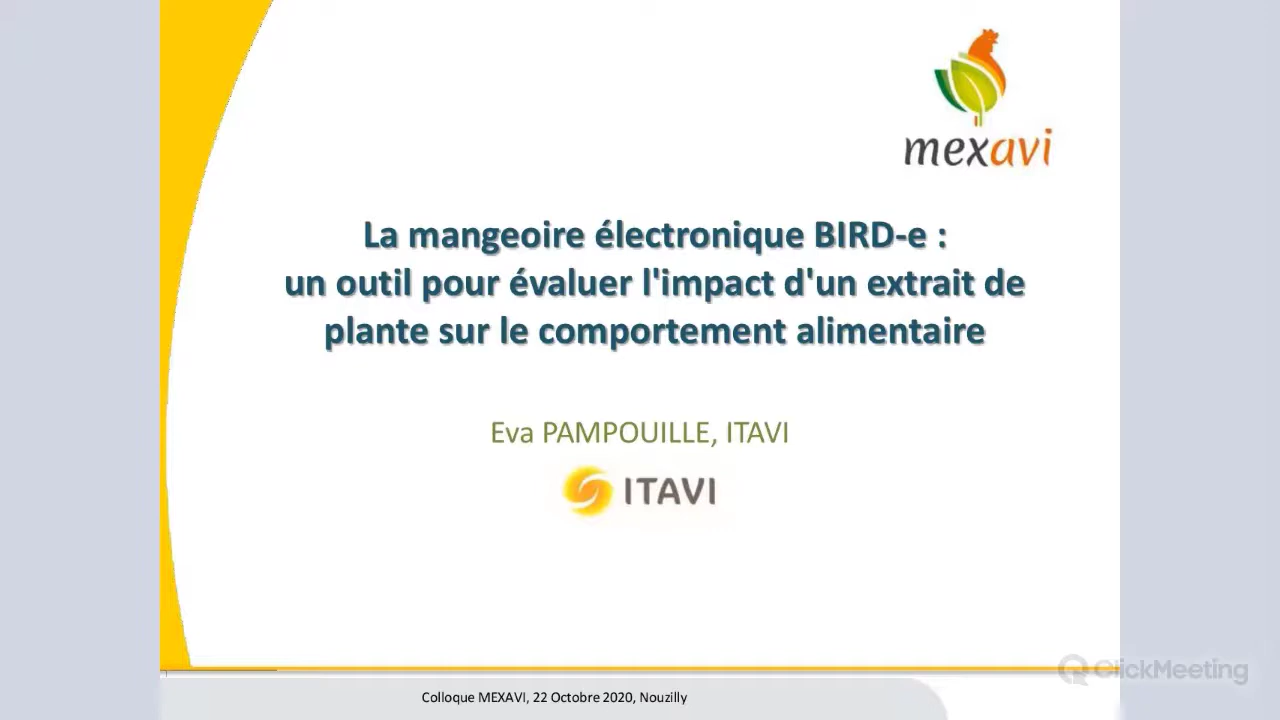 mexavi
La mangeoire électronique BIRD-e :
un outil pour évaluer l'impact d'un extrait de
plante sur le comportement alimentaire
Eva PAMPOUILLE, ITAVI
ITAVI
ClickMeeting
Colloque MEXAVI, 22 Octobre 2020, Nouzilly